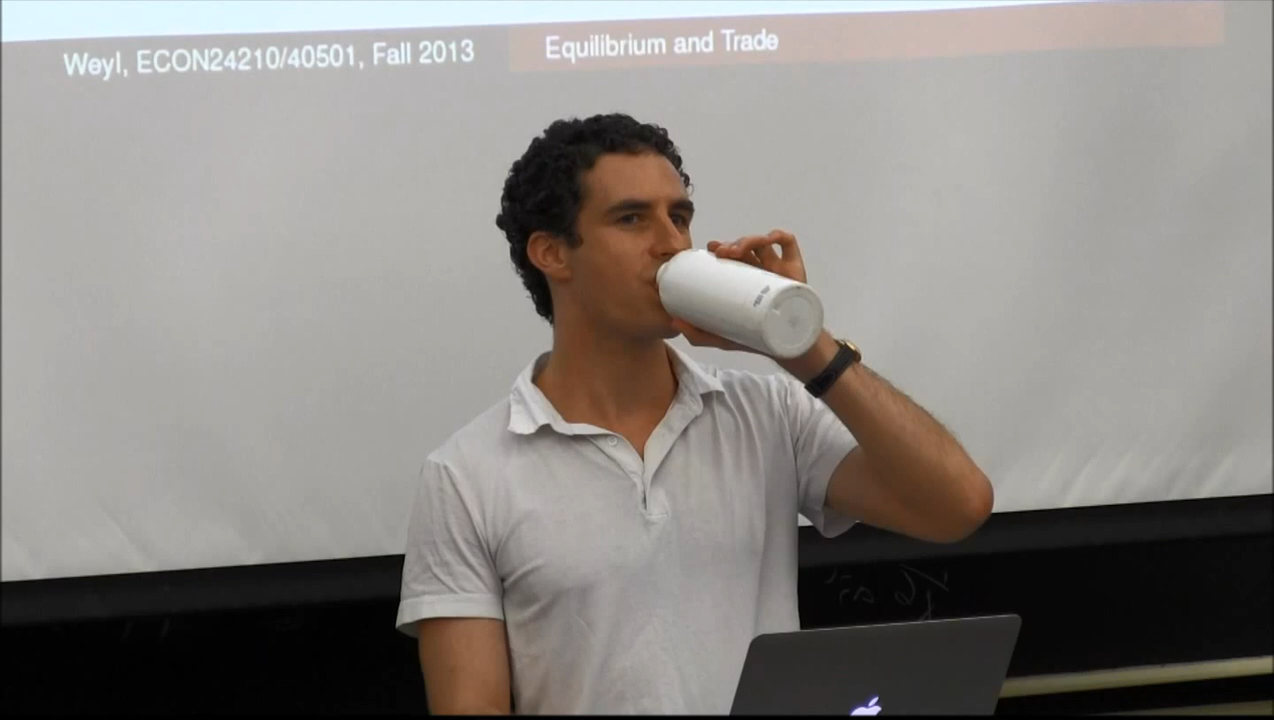 Weyl, ECON24210/40501, Fall 2013
Equilibrium and Trade